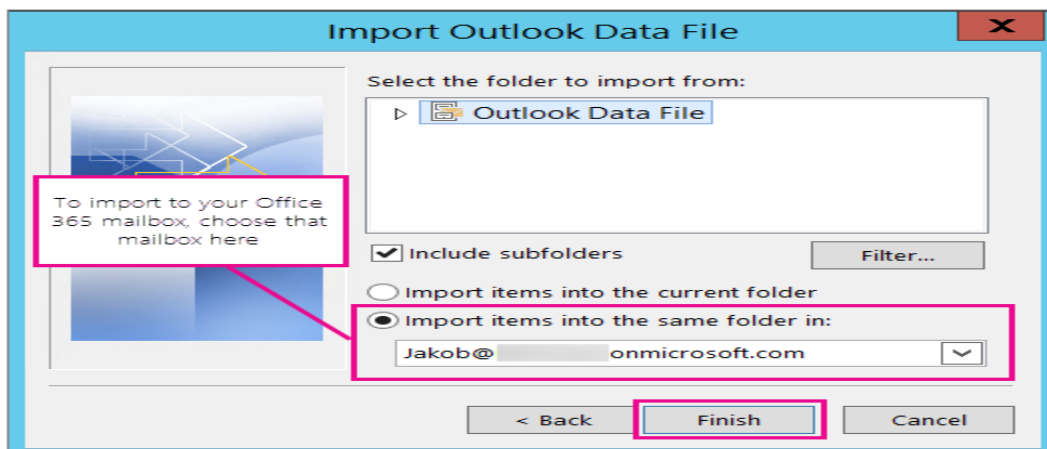 Import Outlook Data File
X
Select the folder to import from:
Outlook Data File
To import to your Office
365 mailbox, choose that
mailbox here
Include subfolders
Filter...
Import items into the current folder
Import items into the same folder in:
Jakob@ onmicrosoft.com
< Back
Finish
Cancel